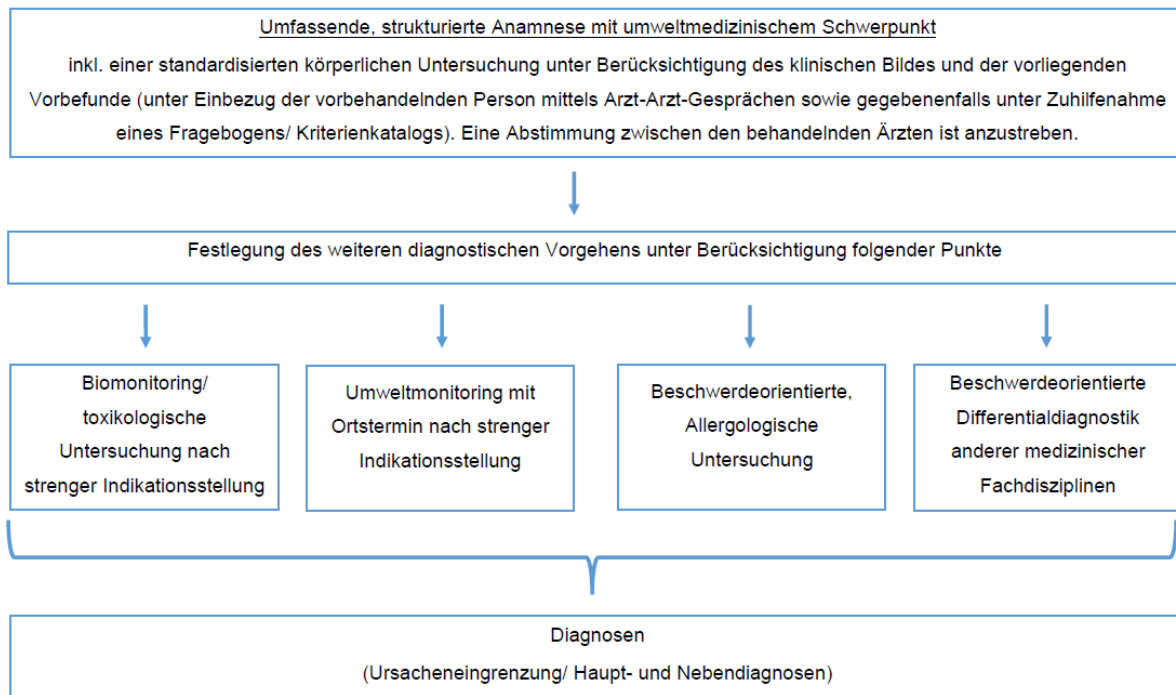 Umfassende, strukturierte Anamnese mit umweltmedizinischem Schwerpunkt
inkl. einer standardisierten körperlichen Untersuchung unter Berücksichtigung des klinischen Bildes und der vorliegenden
Vorbefunde (unter Einbezug der vorbehandelnden Person mittels Arzt-Arzt-Gesprächen sowie gegebenenfalls unter Zuhilfenahme
eines Fragebogens/ Kriterienkatalogs). Eine Abstimmung zwischen den behandelnden Ärzten ist anzustreben.
Festlegung des weiteren diagnostischen Vorgehens unter Berücksichtigung folgender Punkte
Biomonitoring/
toxikologische
Untersuchung nach
strenger Indikationsstellung
Umweltmonitoring mit
Ortstermin nach strenger
Indikationsstellung
Beschwerdeorientierte,
Allergologische
Untersuchung
Beschwerdeorientierte
Differentialdiagnostik
anderer medizinischer
Fachdisziplinen
Diagnosen
(Ursacheneingrenzung/ Haupt- und Nebendiagnosen)